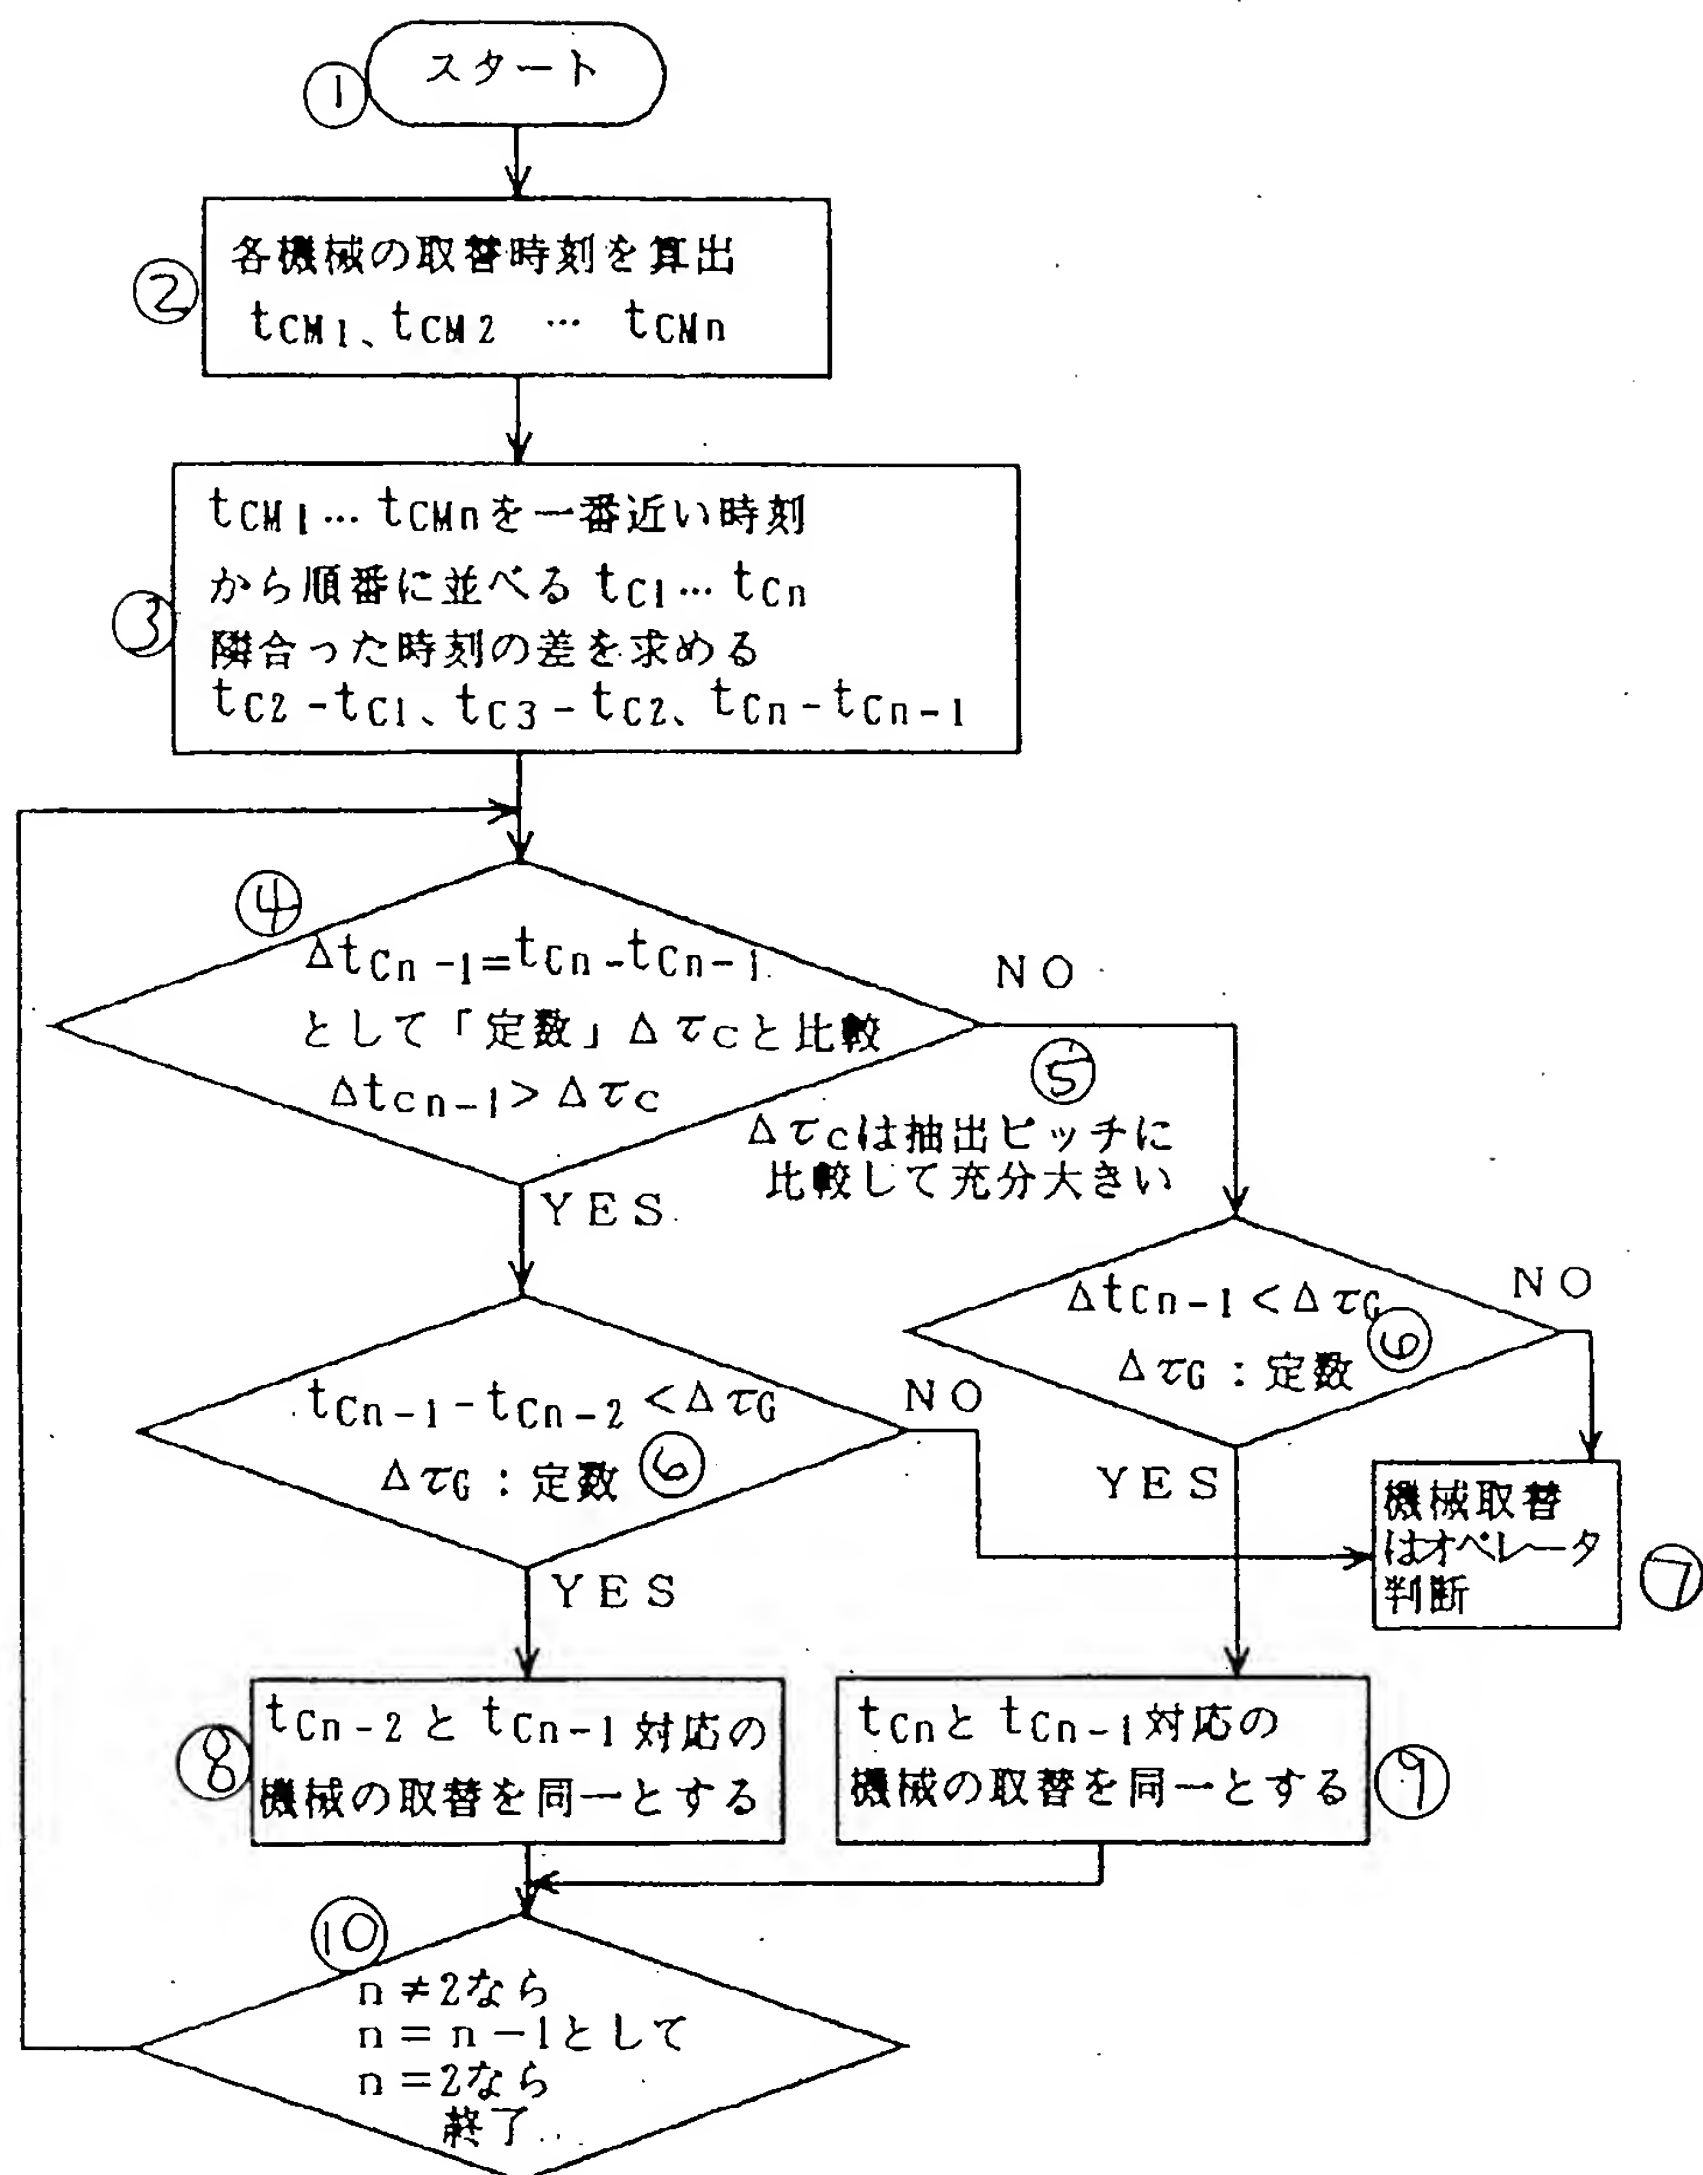 ① スタート
② 各機械の取替時刻を算出
tCM1、tCM2 … tCMn
③ tCM1… tCMnを一番近い時刻
から順番に並べる tC1… tCn
隣合った時刻の差を求める
tC2-tC1、tC3-tC2、tCn-tCn-1
④
ΔtCn-1=tCn-tCn-1
として「定数」ΔτCと比較
ΔtCn-1>ΔτC
NO
⑤
ΔτCは抽出ピッチに
比較して充分大きい
YES
ΔtCn-1<ΔτG
ΔτG:定数 ⑥
NO
tCn-1-tCn-2<ΔτG
ΔτG:定数 ⑥
NO
YES
機械取替
はオペレータ
判断
⑦
YES
⑧ tCn-2と tCn-1対応の
機械の取替を同一とする
tCnと tCn-1対応の
機械の取替を同一とする ⑨
⑩
n≠2なら
n=n-1として
n=2なら
終了